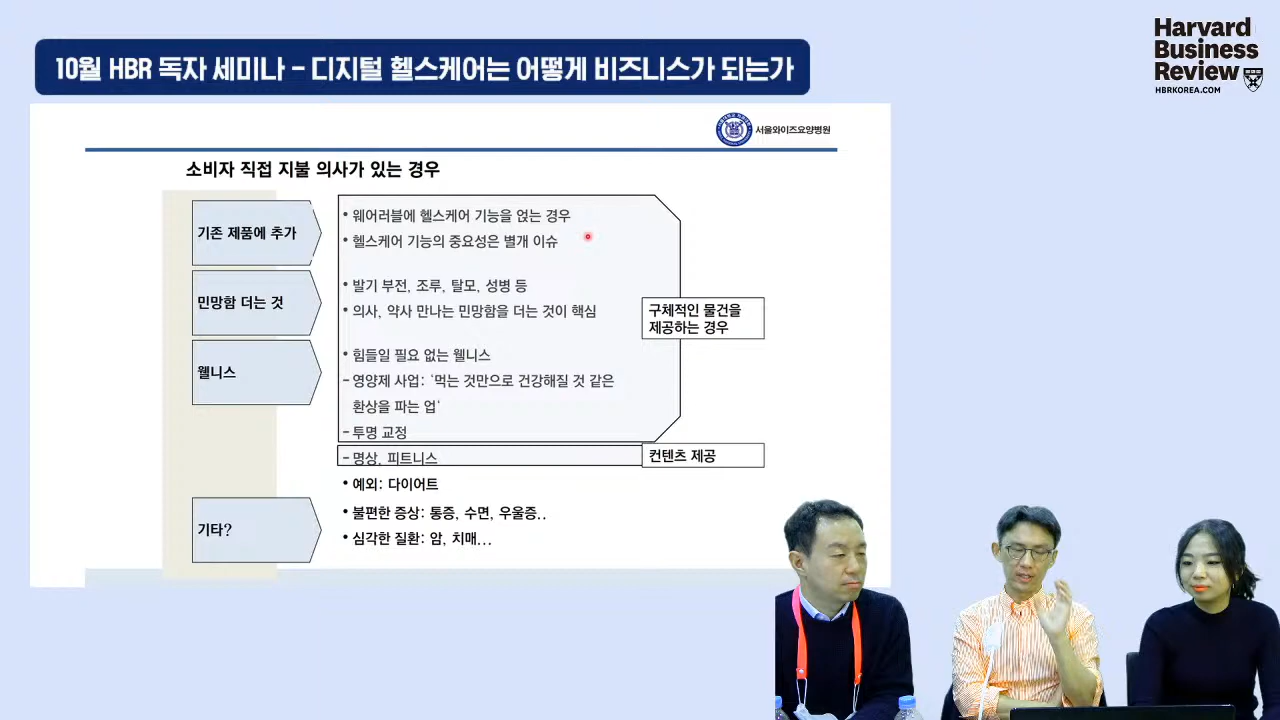 Harvard
Business
Review
HBRKOREA.COM
10월 HBR 독자 세미나 – 디지털 헬스케어는 어떻게 비즈니스가 되는가
서울와이즈요양병원
소비자 직접 지불 의사가 있는 경우
기존 제품에 추가
• 웨어러블에 헬스케어 기능을 얹는 경우
• 헬스케어 기능의 중요성은 별개 이슈
민망함 더는 것
• 발기 부전, 조루, 탈모, 성병 등
• 의사, 약사 만나는 민망함을 더는 것이 핵심
구체적인 물건을
제공하는 경우
웰니스
• 힘들일 필요 없는 웰니스
– 영양제 사업: '먹는 것만으로 건강해질 것 같은
환상을 파는 업'
– 투명 교정
– 명상, 피트니스
컨텐츠 제공
• 예외: 다이어트
기타?
• 불편한 증상: 통증, 수면, 우울증..
• 심각한 질환: 암, 치매...